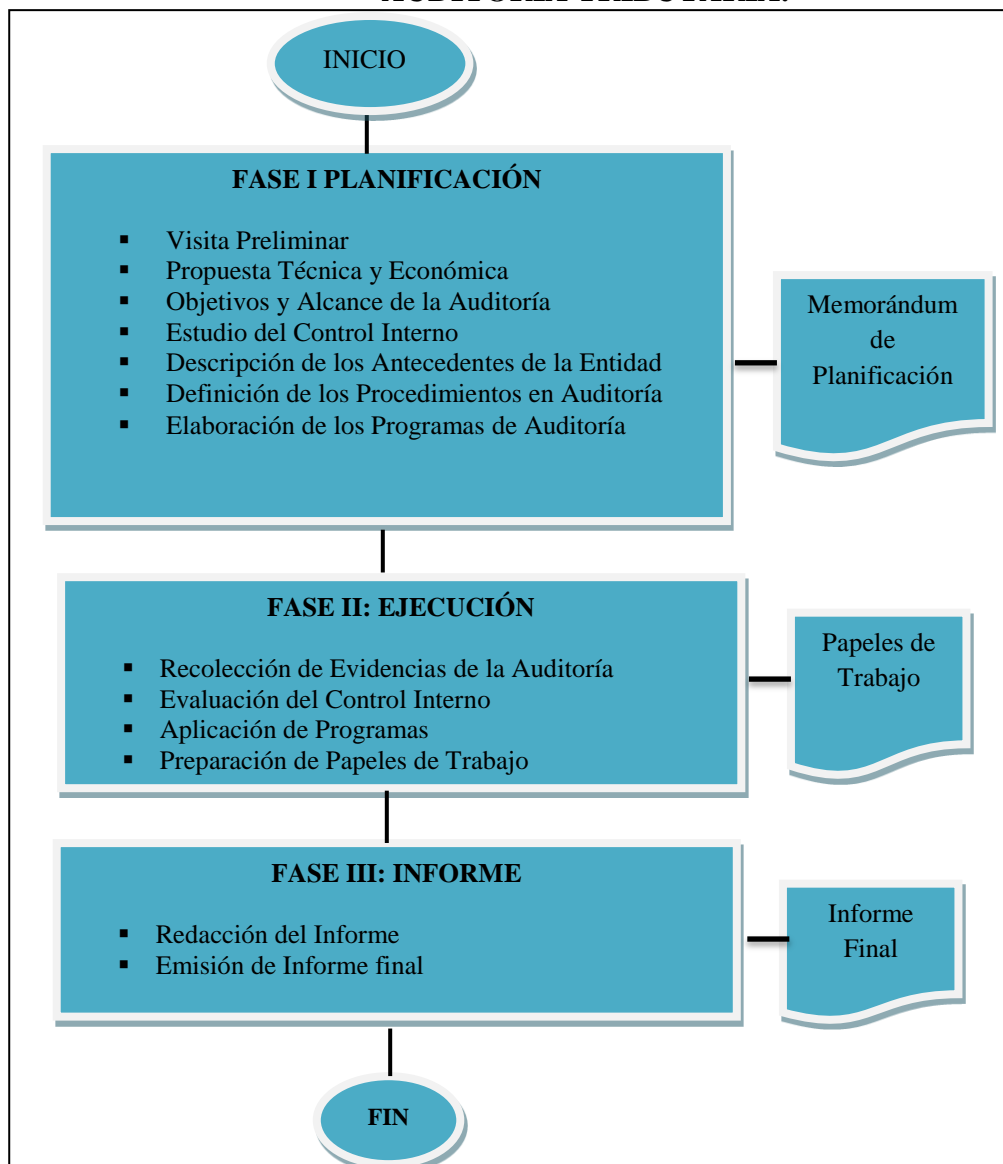 AUDITORÍA TRIBUTARIA.
INICIO
FASE I PLANIFICACIÓN
▪ Visita Preliminar
▪ Propuesta Técnica y Económica
▪ Objetivos y Alcance de la Auditoría
▪ Estudio del Control Interno
▪ Descripción de los Antecedentes de la Entidad
▪ Definición de los Procedimientos en Auditoría
▪ Elaboración de los Programas de Auditoría
Memorándum
de
Planificación
FASE II: EJECUCIÓN
▪ Recolección de Evidencias de la Auditoría
▪ Evaluación del Control Interno
▪ Aplicación de Programas
▪ Preparación de Papeles de Trabajo
Papeles de
Trabajo
FASE III: INFORME
▪ Redacción del Informe
▪ Emisión de Informe final
Informe
Final
FIN